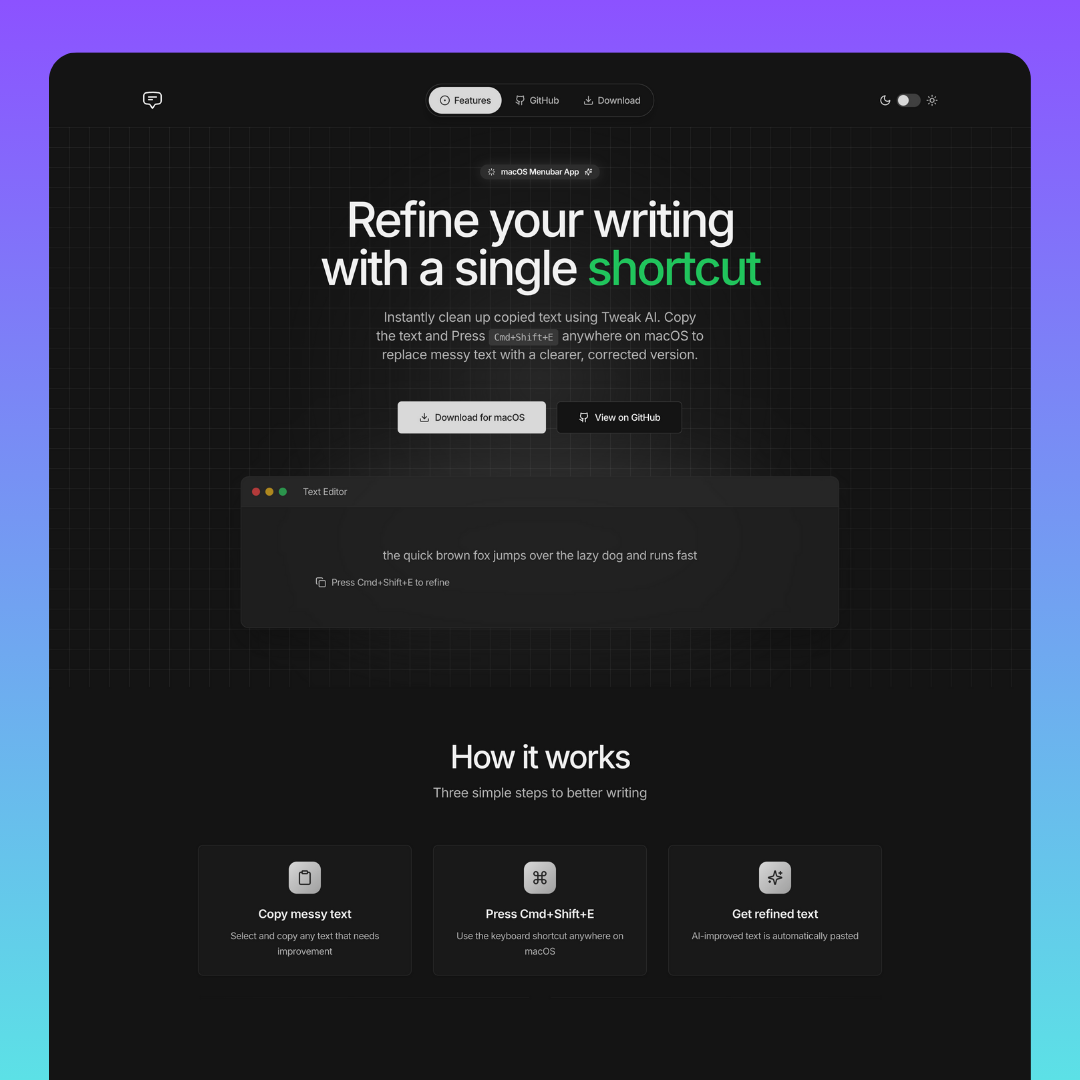 Features GitHub Download
macOS Menubar App
Refine your writing
with a single shortcut
Instantly clean up copied text using Tweak AI. Copy
the text and Press Cmd+Shift+E anywhere on macOS to
replace messy text with a clearer, corrected version.
Download for macOS View on GitHub
Text Editor
the quick brown fox jumps over the lazy dog and runs fast
Press Cmd+Shift+E to refine
How it works
Three simple steps to better writing
Copy messy text
Select and copy any text that needs
improvement
Press Cmd+Shift+E
Use the keyboard shortcut anywhere on
macOS
Get refined text
AI-improved text is automatically pasted